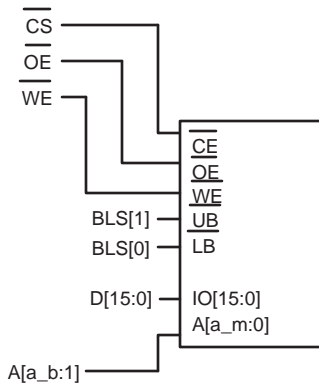 CS
OE
WE
CE
OE
WE
BLS[1] UB
BLS[0] LB
D[15:0] IO[15:0]
A[a_m:0]
A[a_b:1]